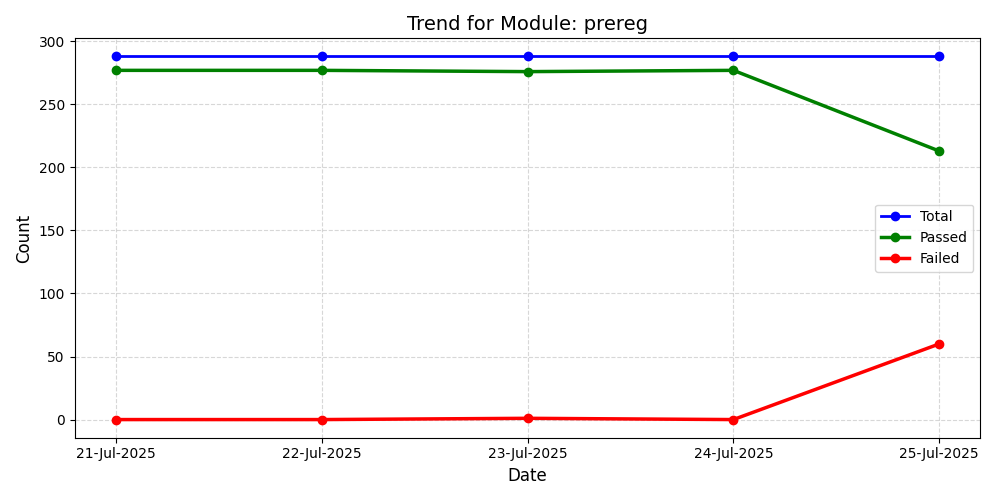 Trend for Module: prereg
300
250
200
150
100
50
0
Count
Total
Passed
Failed
21-Jul-2025 22-Jul-2025 23-Jul-2025 24-Jul-2025 25-Jul-2025
Date